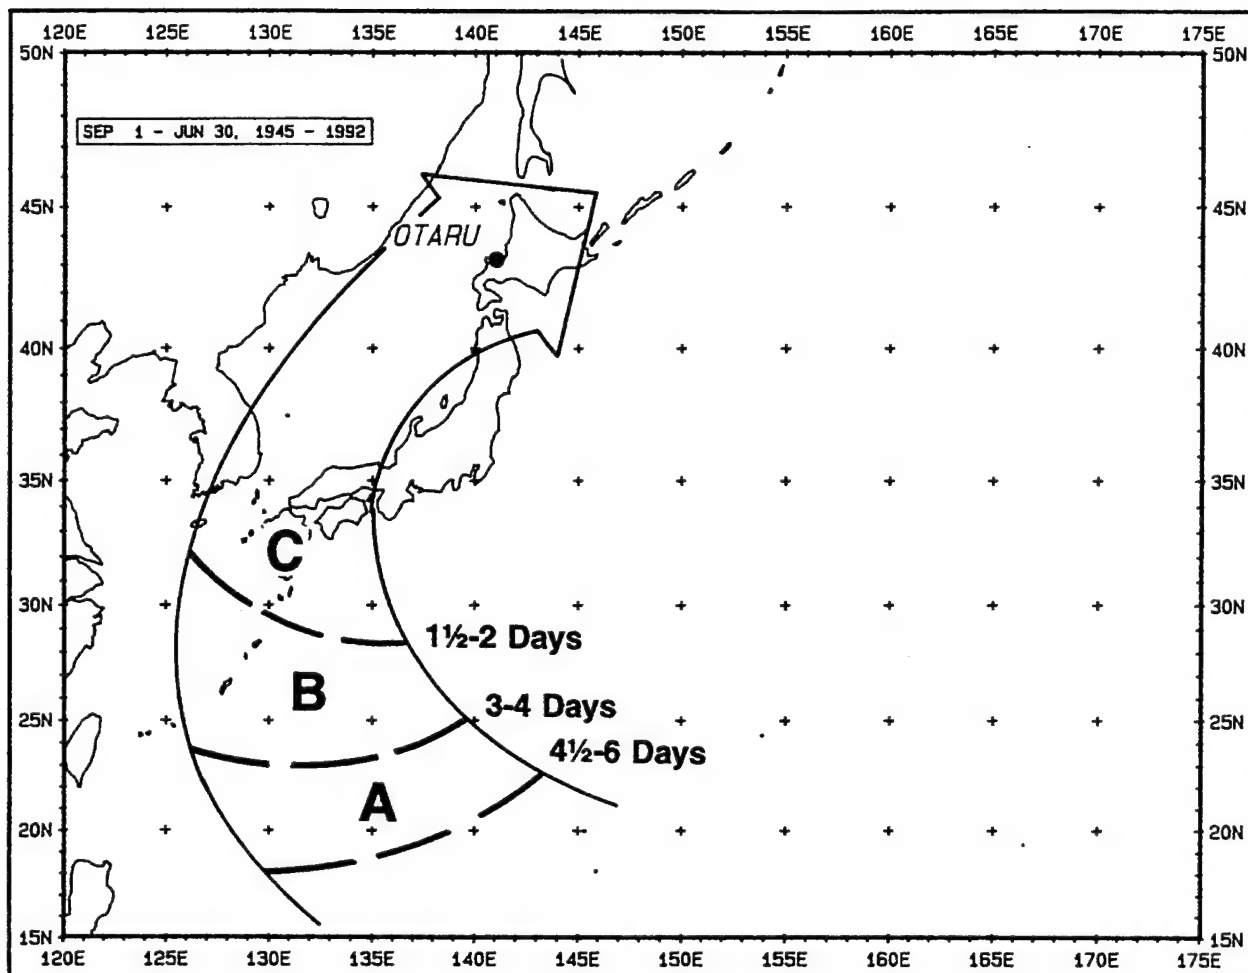 120E 125E 130E 135E 140E 145E 150E 155E 160E 165E 170E 175E
50N 50N
SEP 1 - JUN 30, 1945 - 1992
45N 45N
OTARU
40N 40N
35N 35N
C
30N 30N
1½-2 Days
B
3-4 Days
25N 25N
4½-6 Days
A
20N 20N
15N 15N
120E 125E 130E 135E 140E 145E 150E 155E 160E 165E 170E 175E